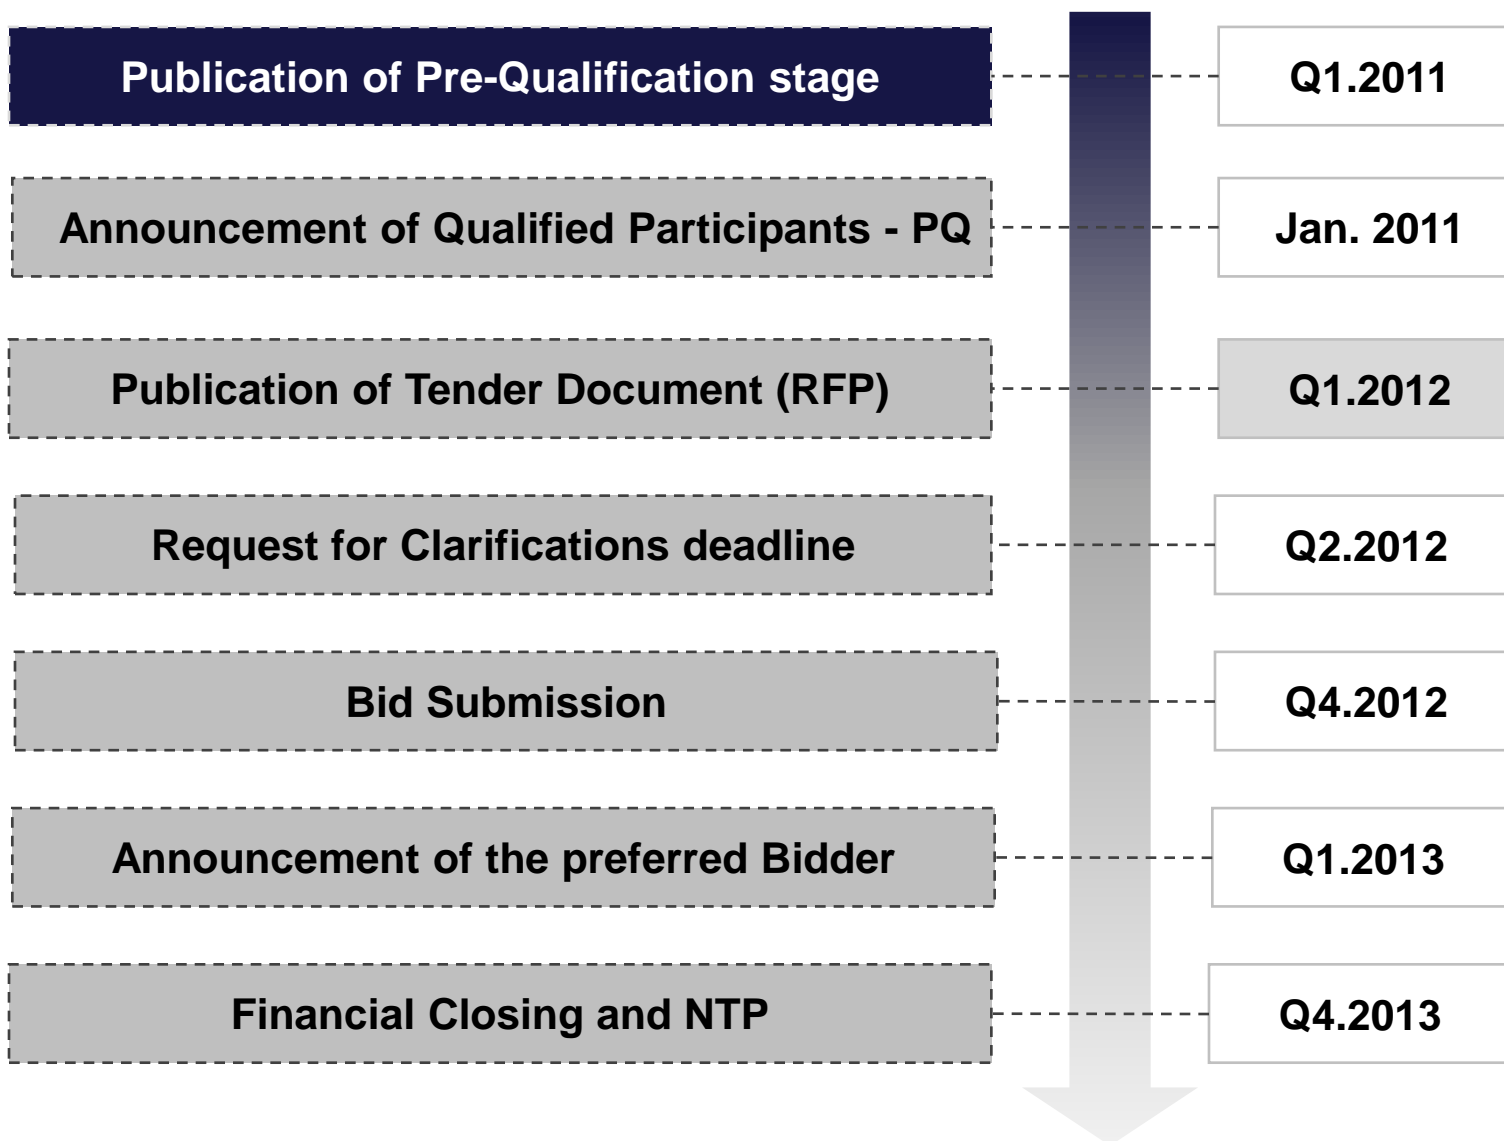 Publication of Pre-Qualification stage Q1.2011
Announcement of Qualified Participants - PQ Jan. 2011
Publication of Tender Document (RFP) Q1.2012
Request for Clarifications deadline Q2.2012
Bid Submission Q4.2012
Announcement of the preferred Bidder Q1.2013
Financial Closing and NTP Q4.2013